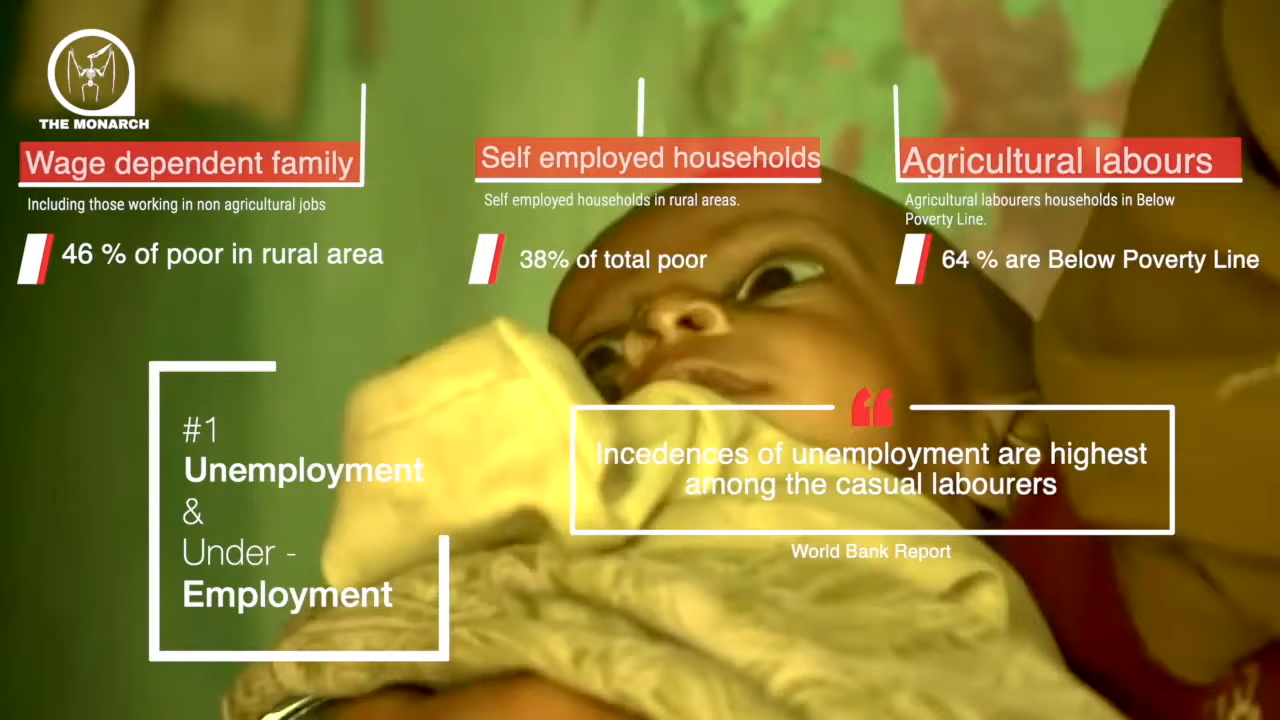 THE MONARCH
Wage dependent family
Including those working in non agricultural jobs
46 % of poor in rural area
Self employed households
Self employed households in rural areas.
38% of total poor
Agricultural labours
Agricultural labourers households in Below
Poverty Line.
64 % are Below Poverty Line
#1
Unemployment
&
Under -
Employment
“
Incedences of unemployment are highest
among the casual labourers
World Bank Report